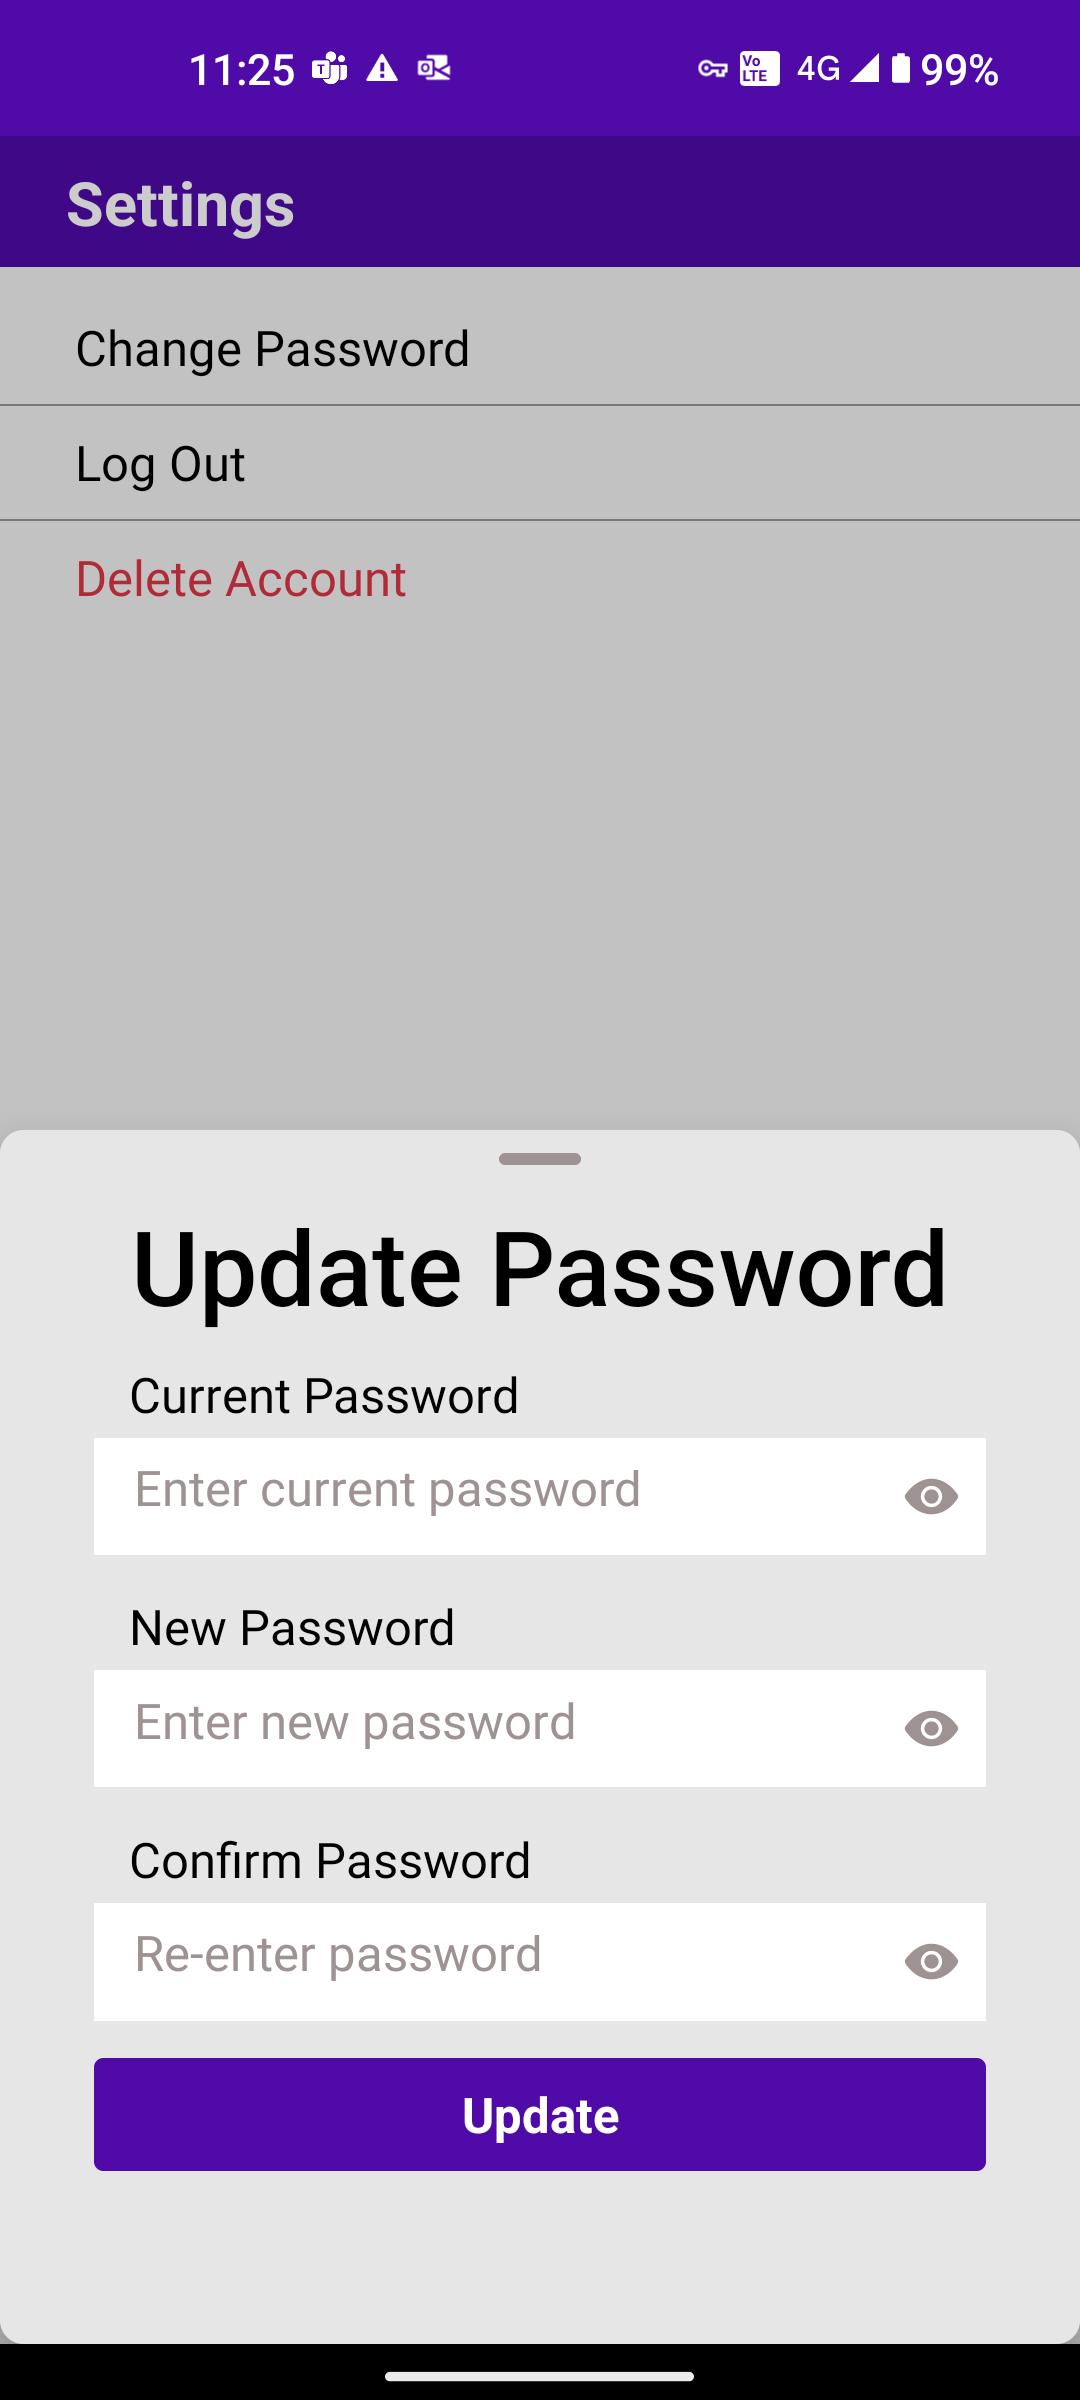 11:25 T O Vo LTE 4G 99%
Settings
Change Password
Log Out
Delete Account
Update Password
Current Password
Enter current password
New Password
Enter new password
Confirm Password
Re-enter password
Update